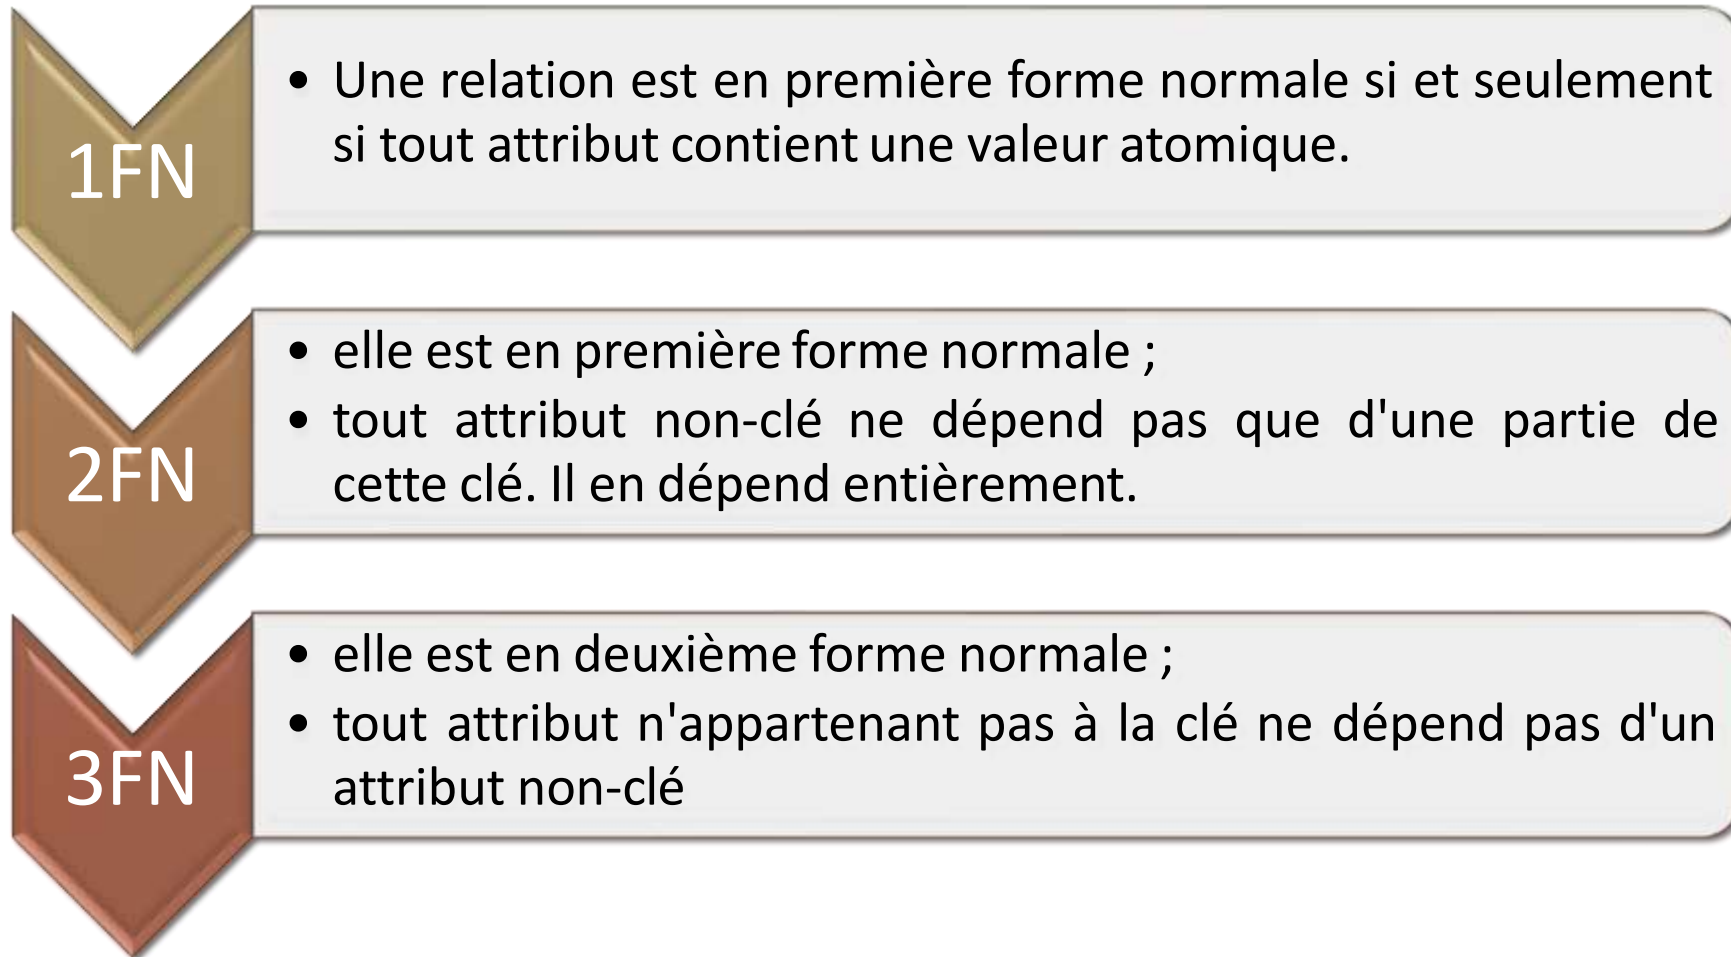 1FN
• Une relation est en première forme normale si et seulement
si tout attribut contient une valeur atomique.
2FN
• elle est en première forme normale ;
• tout attribut non-clé ne dépend pas que d'une partie de
cette clé. Il en dépend entièrement.
3FN
• elle est en deuxième forme normale ;
• tout attribut n'appartenant pas à la clé ne dépend pas d'un
attribut non-clé